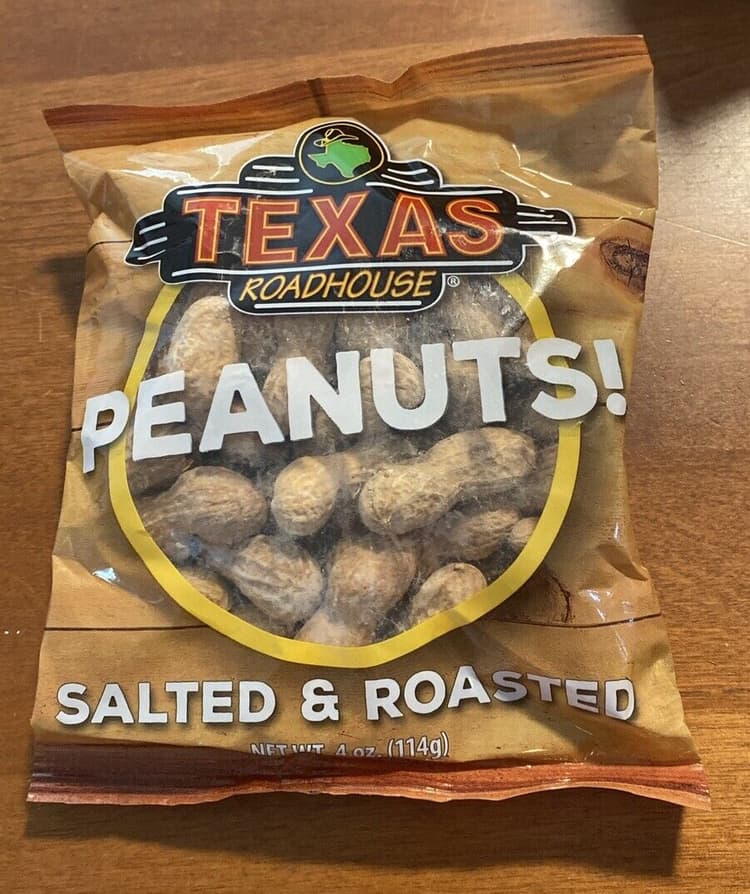 TEXAS
ROADHOUSE®
PEANUTS!
SALTED & ROASTED
NET WT. 4 oz. (114g)